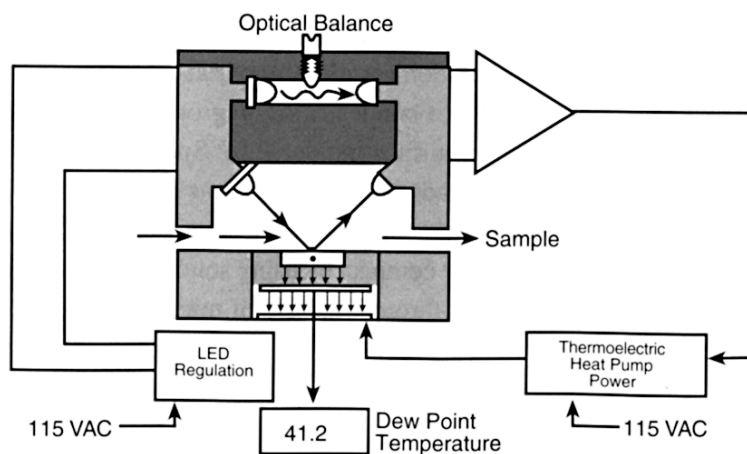 Optical Balance
Sample
LED
Regulation
Thermoelectric
Heat Pump
Power
115 VAC
41.2
Dew Point
Temperature
115 VAC